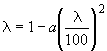 λ = 1 − a(λ/100)²